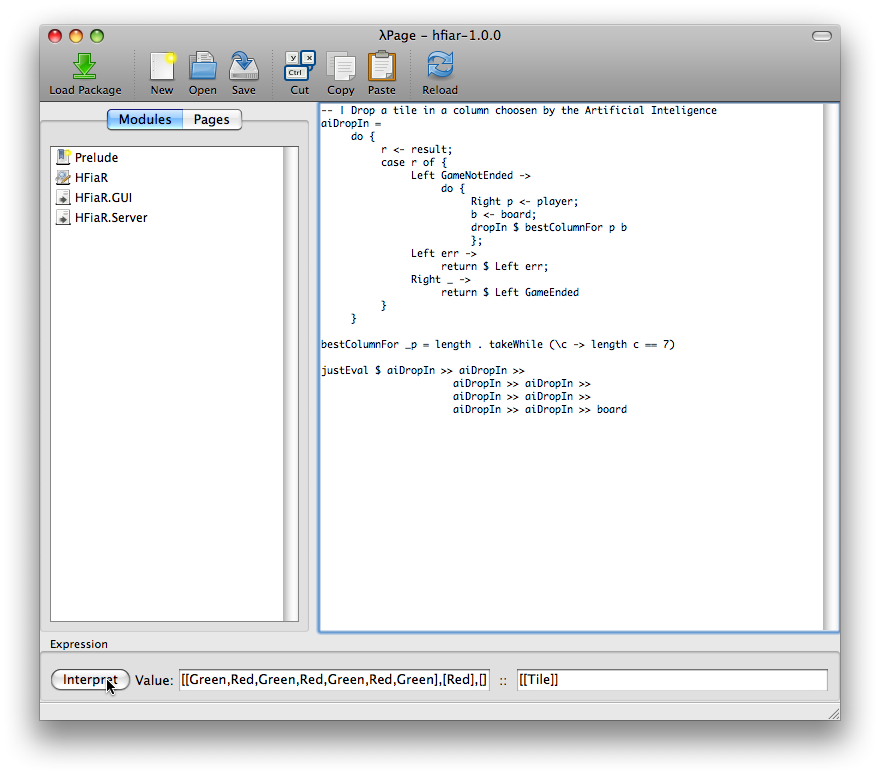 λPage - hfiar-1.0.0
Load Package
New
Open
Save
Cut
Copy
Paste
Reload
y x
Ctrl
Modules
Pages
Prelude
HFiaR
HFiaR.GUI
HFiaR.Server
-- | Drop a tile in a column choosen by the Artificial Inteligence
aiDropIn =
do {
r <- result;
case r of {
Left GameNotEnded ->
do {
Right p <- player;
b <- board;
dropIn $ bestColumnFor p b
};
Left err ->
return $ Left err;
Right _ ->
return $ Left GameEnded
}
}
bestColumnFor _p = length . takeWhile (\c -> length c == 7)
justEval $ aiDropIn >> aiDropIn >>
aiDropIn >> aiDropIn >>
aiDropIn >> aiDropIn >>
aiDropIn >> aiDropIn >> board
Expression
Interpret
Value:
[[Green,Red,Green,Red,Green,Red,Green],[Red],[]
::
[[Tile]]